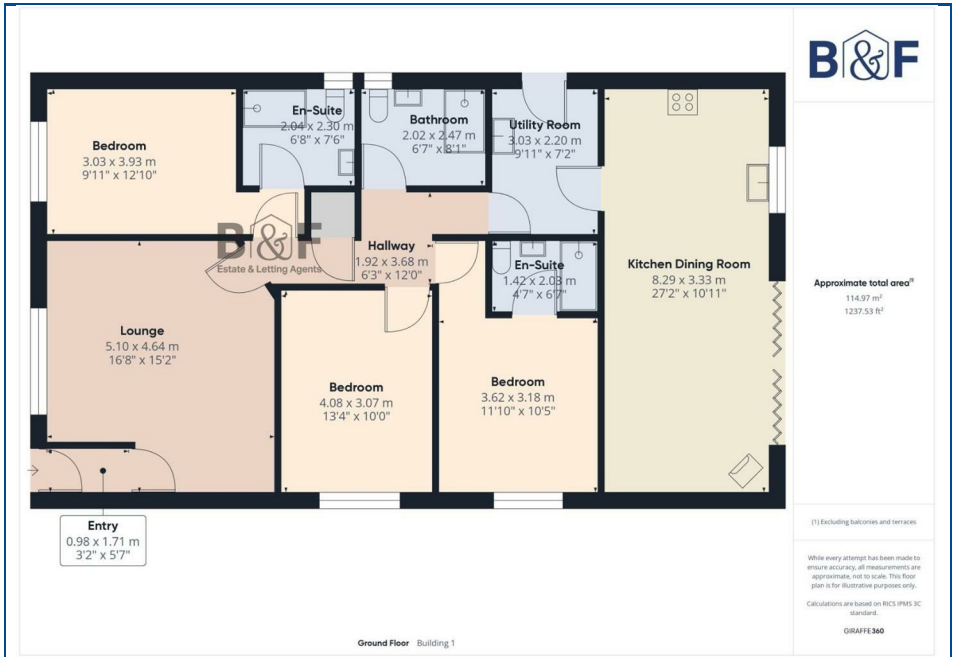 B&F
Bedroom
3.03 x 3.93 m
9'11" x 12'10"
En-Suite
2.04 x 2.30 m
6'8" x 7'6"
Bathroom
2.02 x 2.47 m
6'7" x 8'1"
Utility Room
3.03 x 2.20 m
9'11" x 7'2"
B&F
Estate & Letting Agents
Hallway
1.92 x 3.68 m
6'3" x 12'0"
En-Suite
1.42 x 2.03 m
4'7" x 6'7"
Kitchen Dining Room
8.29 x 3.33 m
27'2" x 10'11"
Lounge
5.10 x 4.64 m
16'8" x 15'2"
Bedroom
4.08 x 3.07 m
13'4" x 10'0"
Bedroom
3.62 x 3.18 m
11'10" x 10'5"
Entry
0.98 x 1.71 m
3'2" x 5'7"
Approximate total area⁽¹⁾
114.97 m²
1237.53 ft²
(1) Excluding balconies and terraces
While every attempt has been made to
ensure accuracy, all measurements are
approximate, not to scale. This floor
plan is for illustrative purposes only.
Calculations are based on RICS IPMS 3C
standard.
GIRAFFE360
Ground Floor Building 1